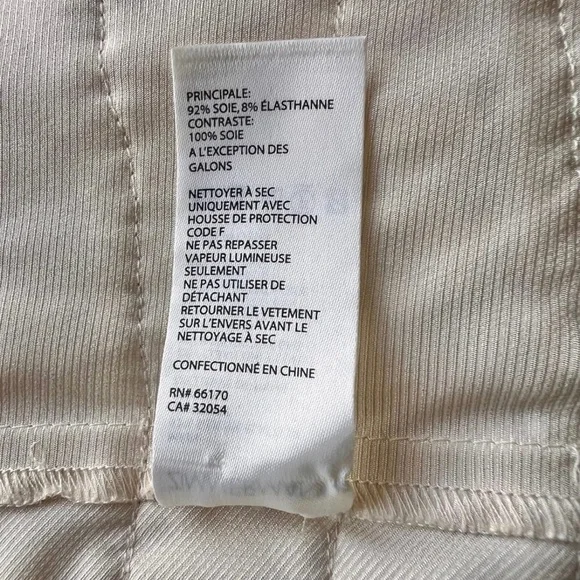 PRINCIPALE:
92% SOIE, 8% ÉLASTHANNE
CONTRASTE:
100% SOIE
A L'EXCEPTION DES
GALONS
NETTOYER À SEC
UNIQUEMENT AVEC
HOUSSE DE PROTECTION
CODE F
NE PAS REPASSER
VAPEUR LUMINEUSE
SEULEMENT
NE PAS UTILISER DE
DÉTACHANT
RETOURNER LE VETEMENT
SUR L'ENVERS AVANT LE
NETTOYAGE À SEC
CONFECTIONNÉ EN CHINE
RN# 66170
CA# 32054